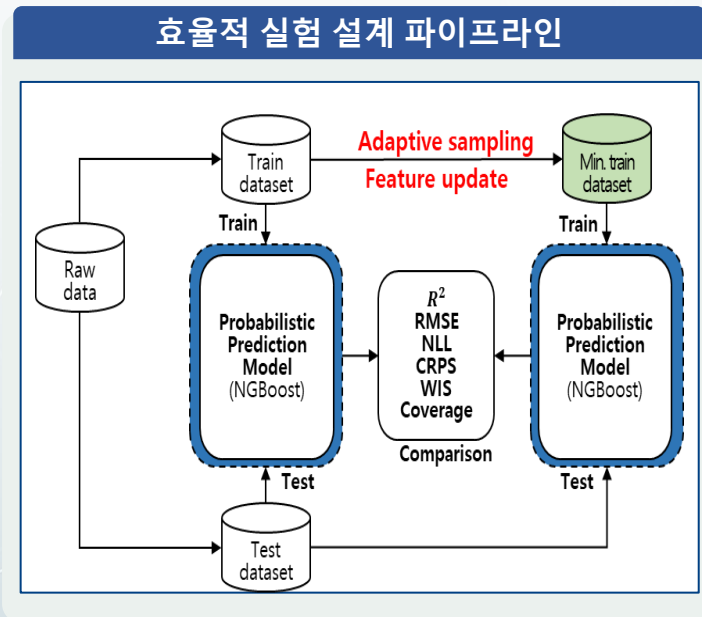 효율적 실험 설계 파이프라인
Train
dataset
Adaptive sampling
Feature update
Min. train
dataset
Train
Train
Raw
data
Probabilistic
Prediction
Model
(NGBoost)
R²
RMSE
NLL
CRPS
WIS
Coverage
Comparison
Probabilistic
Prediction
Model
(NGBoost)
Test
Test
Test
dataset